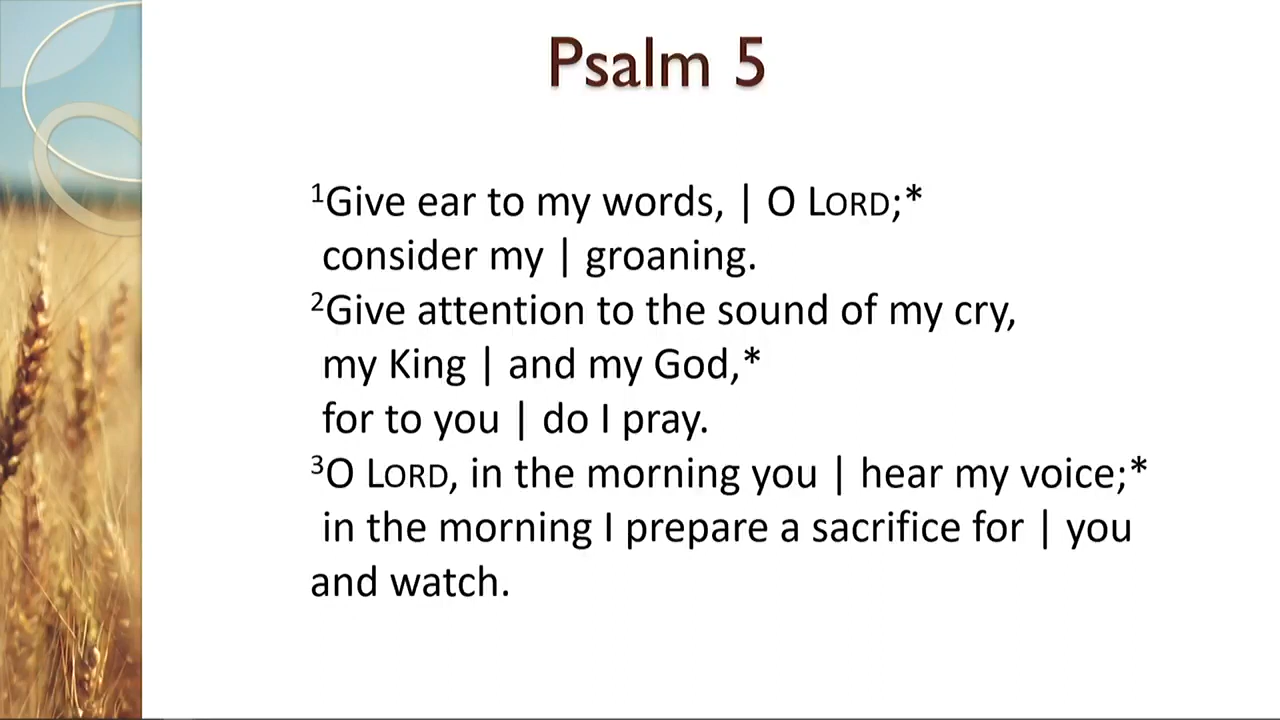 Psalm 5
¹Give ear to my words, | O LORD;*
consider my | groaning.
²Give attention to the sound of my cry,
my King | and my God,*
for to you | do I pray.
³O LORD, in the morning you | hear my voice;*
in the morning I prepare a sacrifice for | you
and watch.